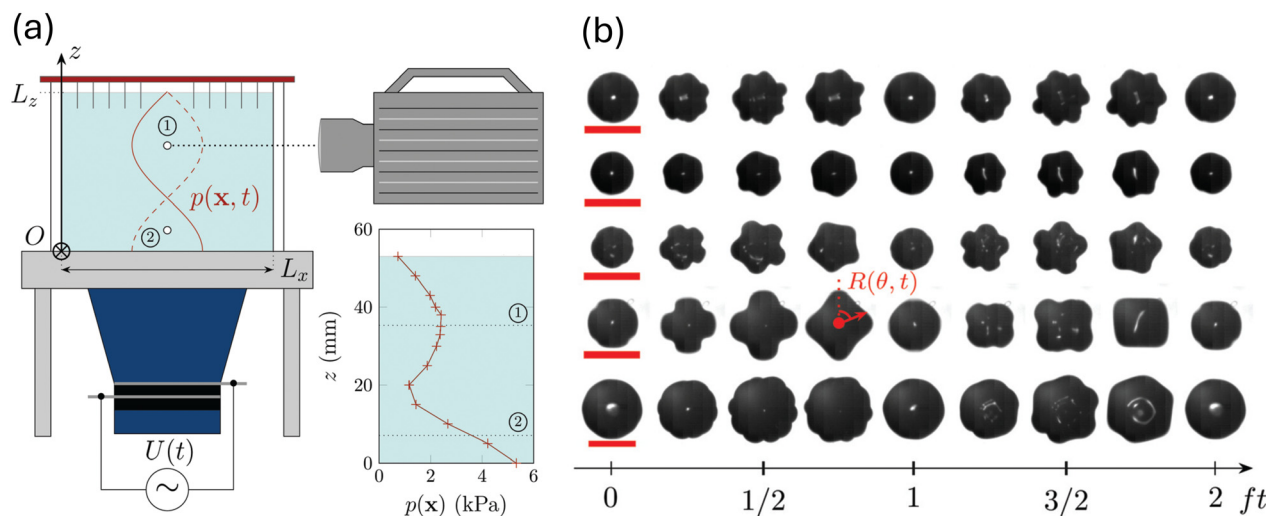 (a)
z
L_z
①
p(x, t)
②
O
L_x
U(t)
~
60
40
20
0
z (mm)
①
②
0
2
4
6
p(x) (kPa)
(b)
R(θ, t)
0
1/2
1
3/2
2
ft